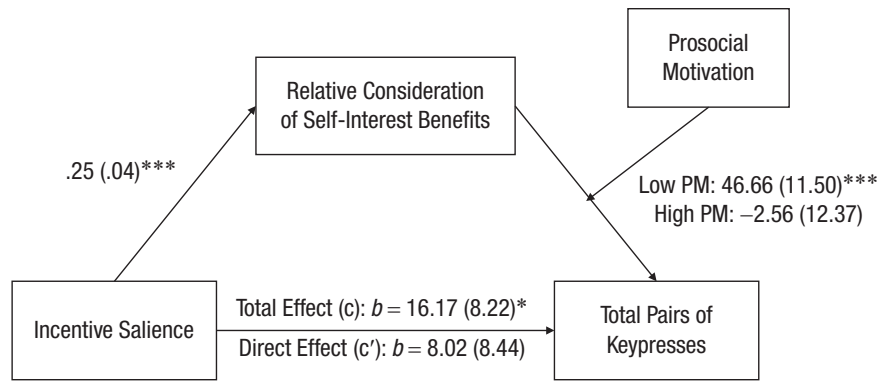 Prosocial
Motivation
Relative Consideration
of Self-Interest Benefits
.25 (.04)***
Low PM: 46.66 (11.50)***
High PM: −2.56 (12.37)
Incentive Salience
Total Effect (c): b = 16.17 (8.22)*
Direct Effect (c′): b = 8.02 (8.44)
Total Pairs of
Keypresses